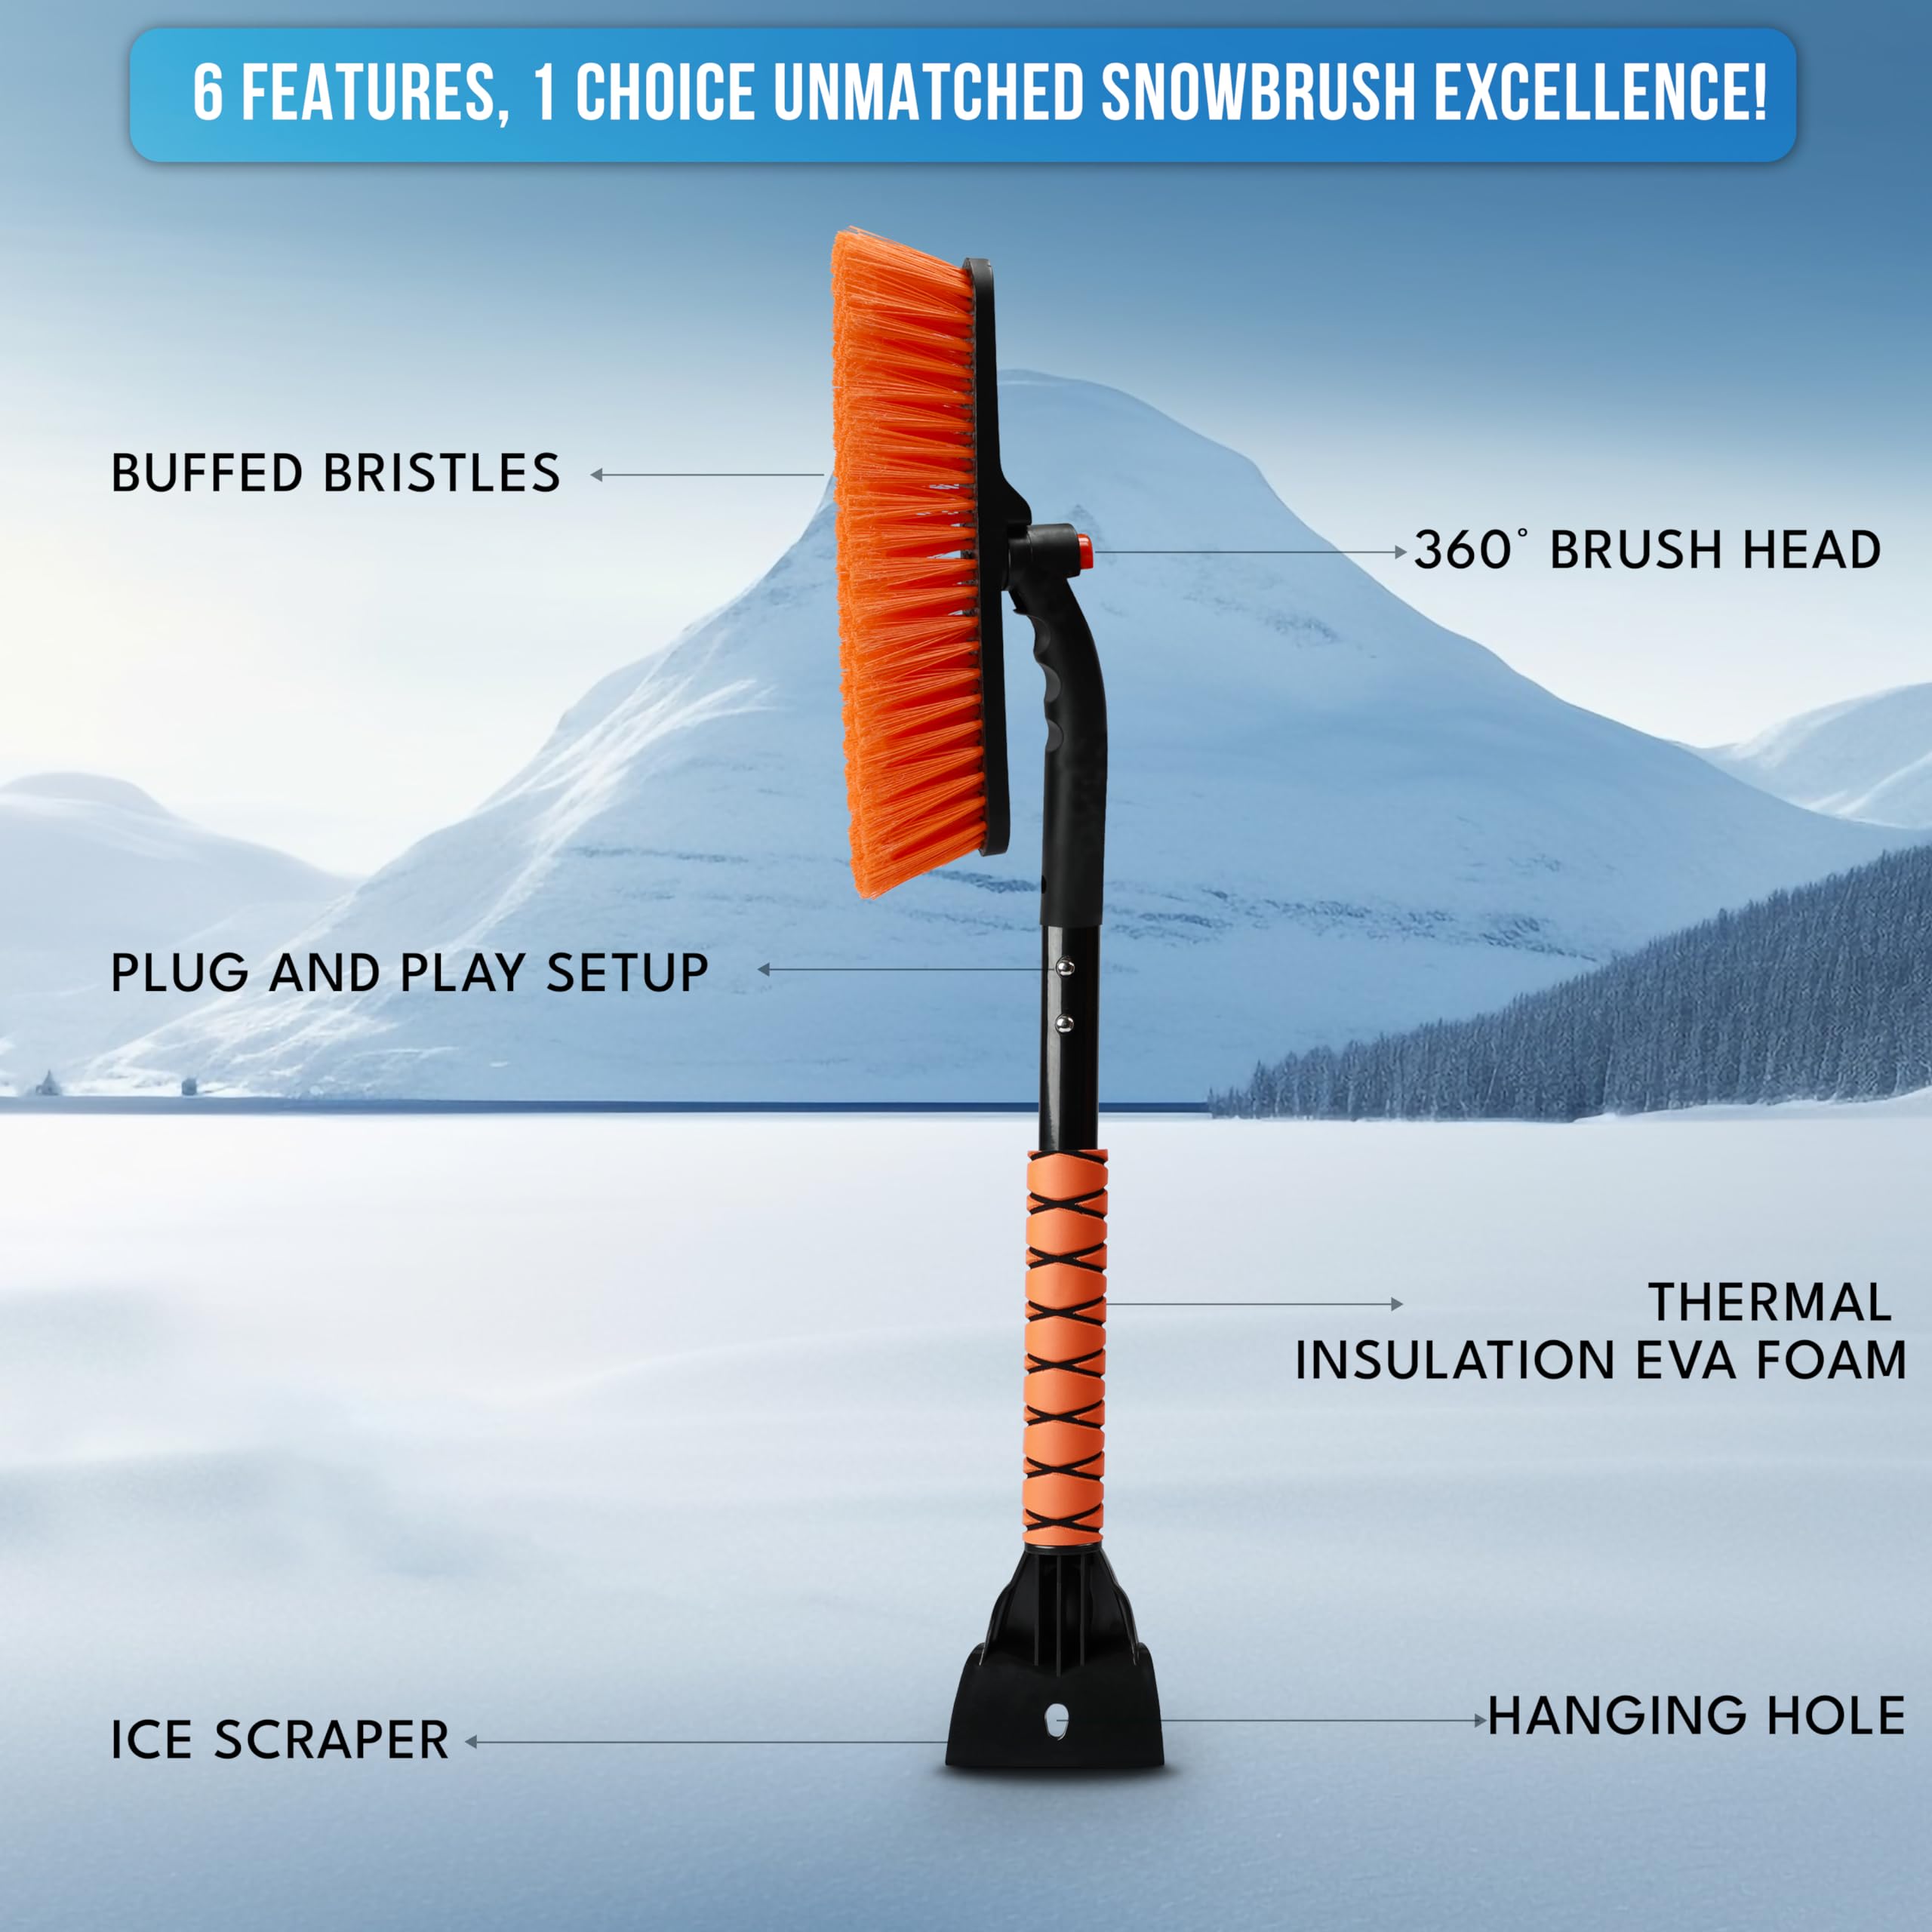 6 FEATURES, 1 CHOICE UNMATCHED SNOWBRUSH EXCELLENCE!
BUFFED BRISTLES
360° BRUSH HEAD
PLUG AND PLAY SETUP
THERMAL
INSULATION EVA FOAM
ICE SCRAPER
HANGING HOLE